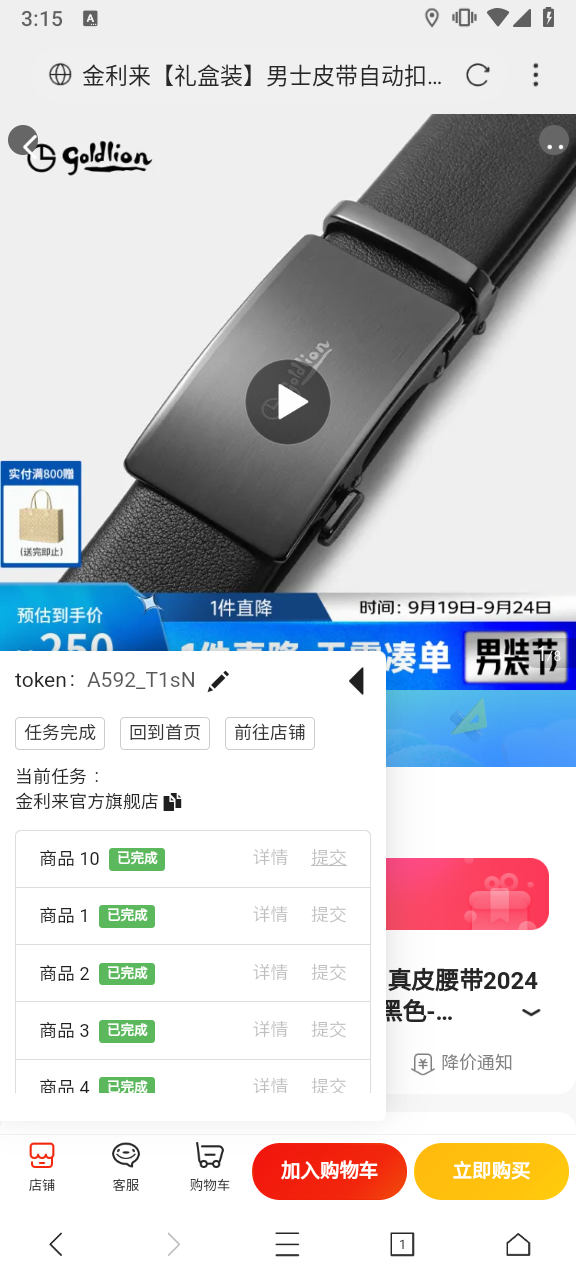 3:15
A
金利来【礼盒装】男士皮带自动扣...
goldlion
goldlion
实付满800赠
(送完即止)
预估到手价
1件直降
时间：9月19日-9月24日
250
凑单
男装节
1/8
token： A592_T1sN
任务完成
回到首页
前往店铺
当前任务 ：
金利来官方旗舰店
商品 10 已完成 详情 提交
商品 1 已完成 详情 提交
商品 2 已完成 详情 提交
商品 3 已完成 详情 提交
商品 4 已完成 详情 提交
真皮腰带2024
黑色-...
降价通知
店铺
客服
购物车
加入购物车
立即购买
1